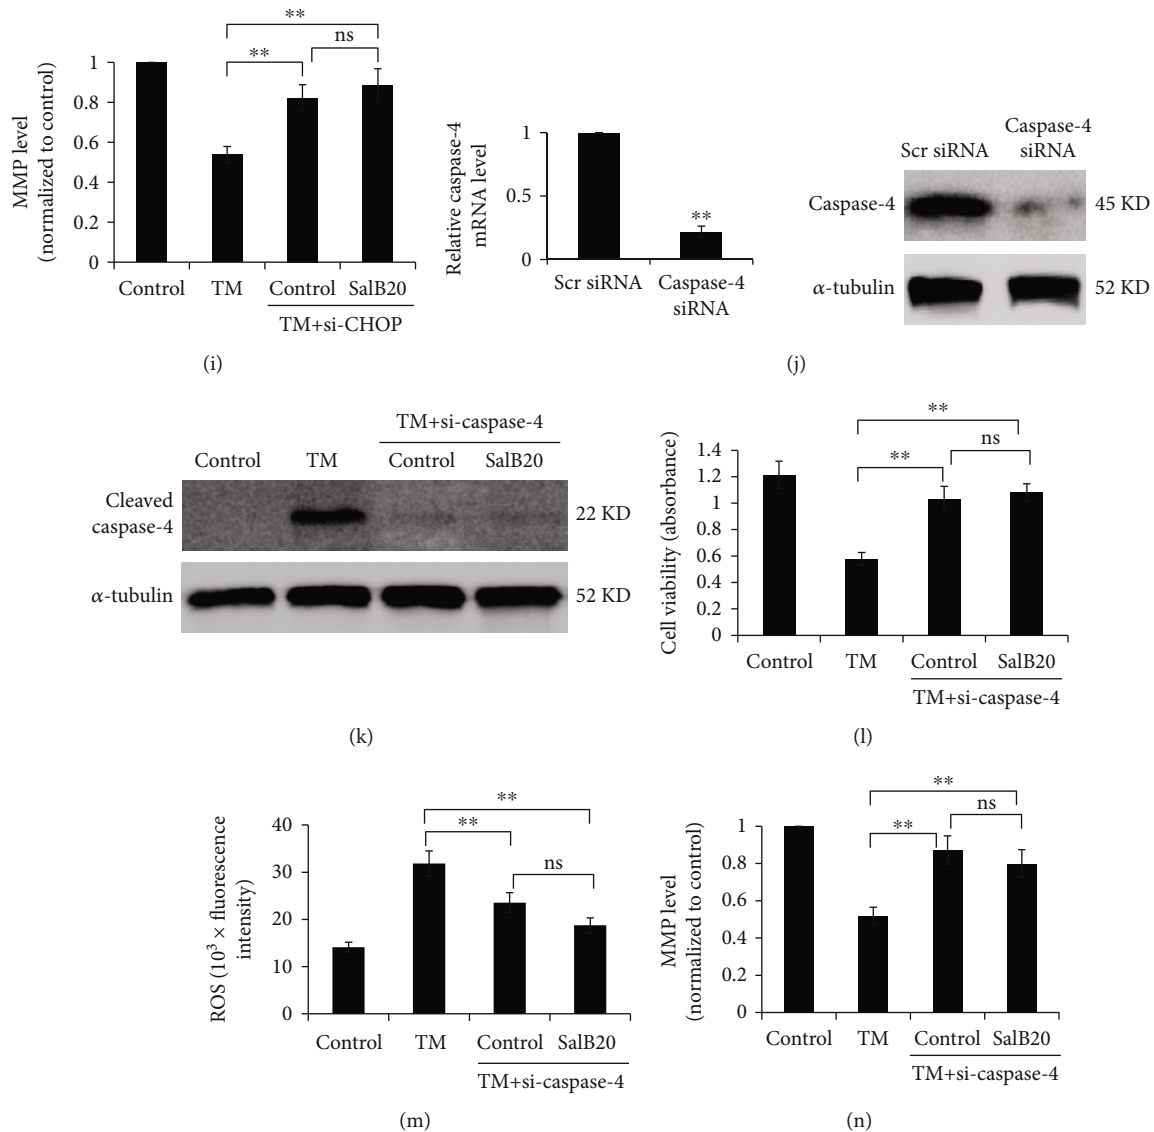 **
ns
**
MMP level
(normalized to control)
1
0.8
0.6
0.4
0.2
0
Control
TM
Control
SalB20
TM+si-CHOP
(i)
Relative caspase-4
mRNA level
1
0.5
0
**
Scr siRNA
Caspase-4
siRNA
Scr siRNA
Caspase-4
siRNA
Caspase-4
45 KD
α-tubulin
52 KD
(j)
TM+si-caspase-4
Control
TM
Control
SalB20
Cleaved
caspase-4
22 KD
α-tubulin
52 KD
(k)
**
ns
**
Cell viability (absorbance)
1.4
1.2
1
0.8
0.6
0.4
0.2
0
Control
TM
Control
SalB20
TM+si-caspase-4
(l)
**
**
ns
ROS (10³ × fluorescence
intensity)
40
30
20
10
0
Control
TM
Control
SalB20
TM+si-caspase-4
(m)
**
ns
**
MMP level
(normalized to control)
1
0.8
0.6
0.4
0.2
0
Control
TM
Control
SalB20
TM+si-caspase-4
(n)